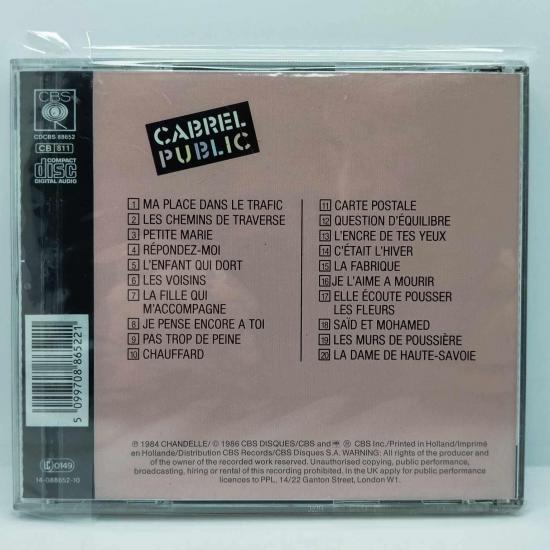 CBS
CDCBS 88652
CB 811
COMPACT
disc
DIGITAL AUDIO
CABREL
PUBLIC
1 MA PLACE DANS LE TRAFIC
2 LES CHEMINS DE TRAVERSE
3 PETITE MARIE
4 RÉPONDEZ-MOI
5 L'ENFANT QUI DORT
6 LES VOISINS
7 LA FILLE QUI
M'ACCOMPAGNE
8 JE PENSE ENCORE A TOI
9 PAS TROP DE PEINE
10 CHAUFFARD
11 CARTE POSTALE
12 QUESTION D'ÉQUILIBRE
13 L'ENCRE DE TES YEUX
14 C'ÉTAIT L'HIVER
15 LA FABRIQUE
16 JE L'AIME A MOURIR
17 ELLE ÉCOUTE POUSSER
LES FLEURS
18 SAÏD ET MOHAMED
19 LES MURS DE POUSSIÈRE
20 LA DAME DE HAUTE-SAVOIE
5 099708 865221
LC 0149
14-088652-10
℗ 1984 CHANDELLE/ © 1986 CBS DISQUES/CBS and ® CBS Inc./Printed in Holland/Imprimé
en Hollande/Distribution CBS Records/CBS Disques S.A. WARNING: All rights of the producer and
of the owner of the recorded work reserved. Unauthorised copying, public performance,
broadcasting, hiring or rental of this recording prohibited. In the UK apply for public performance
licences to PPL, 14/22 Ganton Street, London W1.